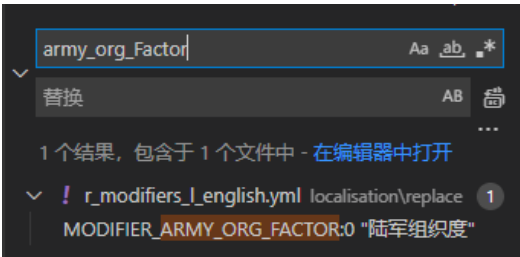 army_org_Factor Aa ab
替换 AB
1 个结果，包含于 1 个文件中 - 在编辑器中打开
! r_modifiers_l_english.yml localisation\replace 1
MODIFIER_ARMY_ORG_FACTOR:0 "陆军组织度"